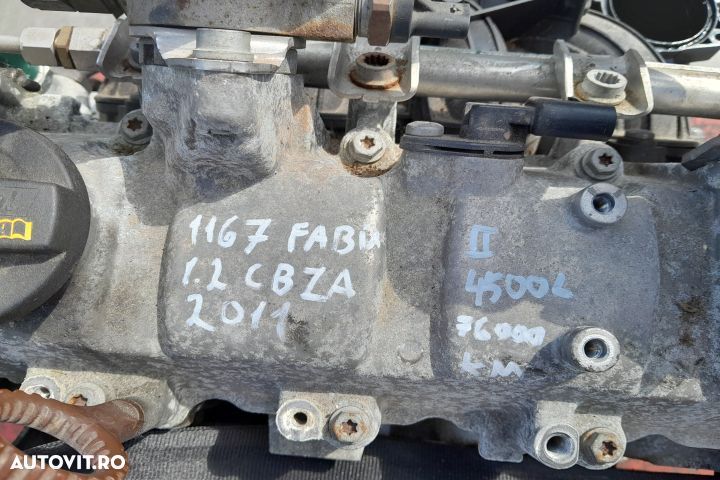 1167 FABIA II
1.2 CBZA
2011
4500L
76000
KM
AUTOVIT.RO